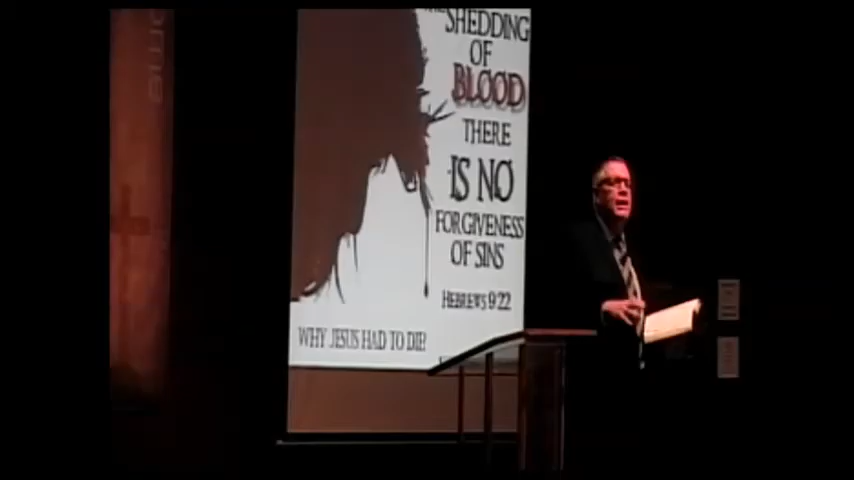 SHEDDING
OF
BLOOD
THERE
IS NO
FORGIVENESS
OF SINS
HEBREWS 9:22
WHY JESUS HAD TO DIE?